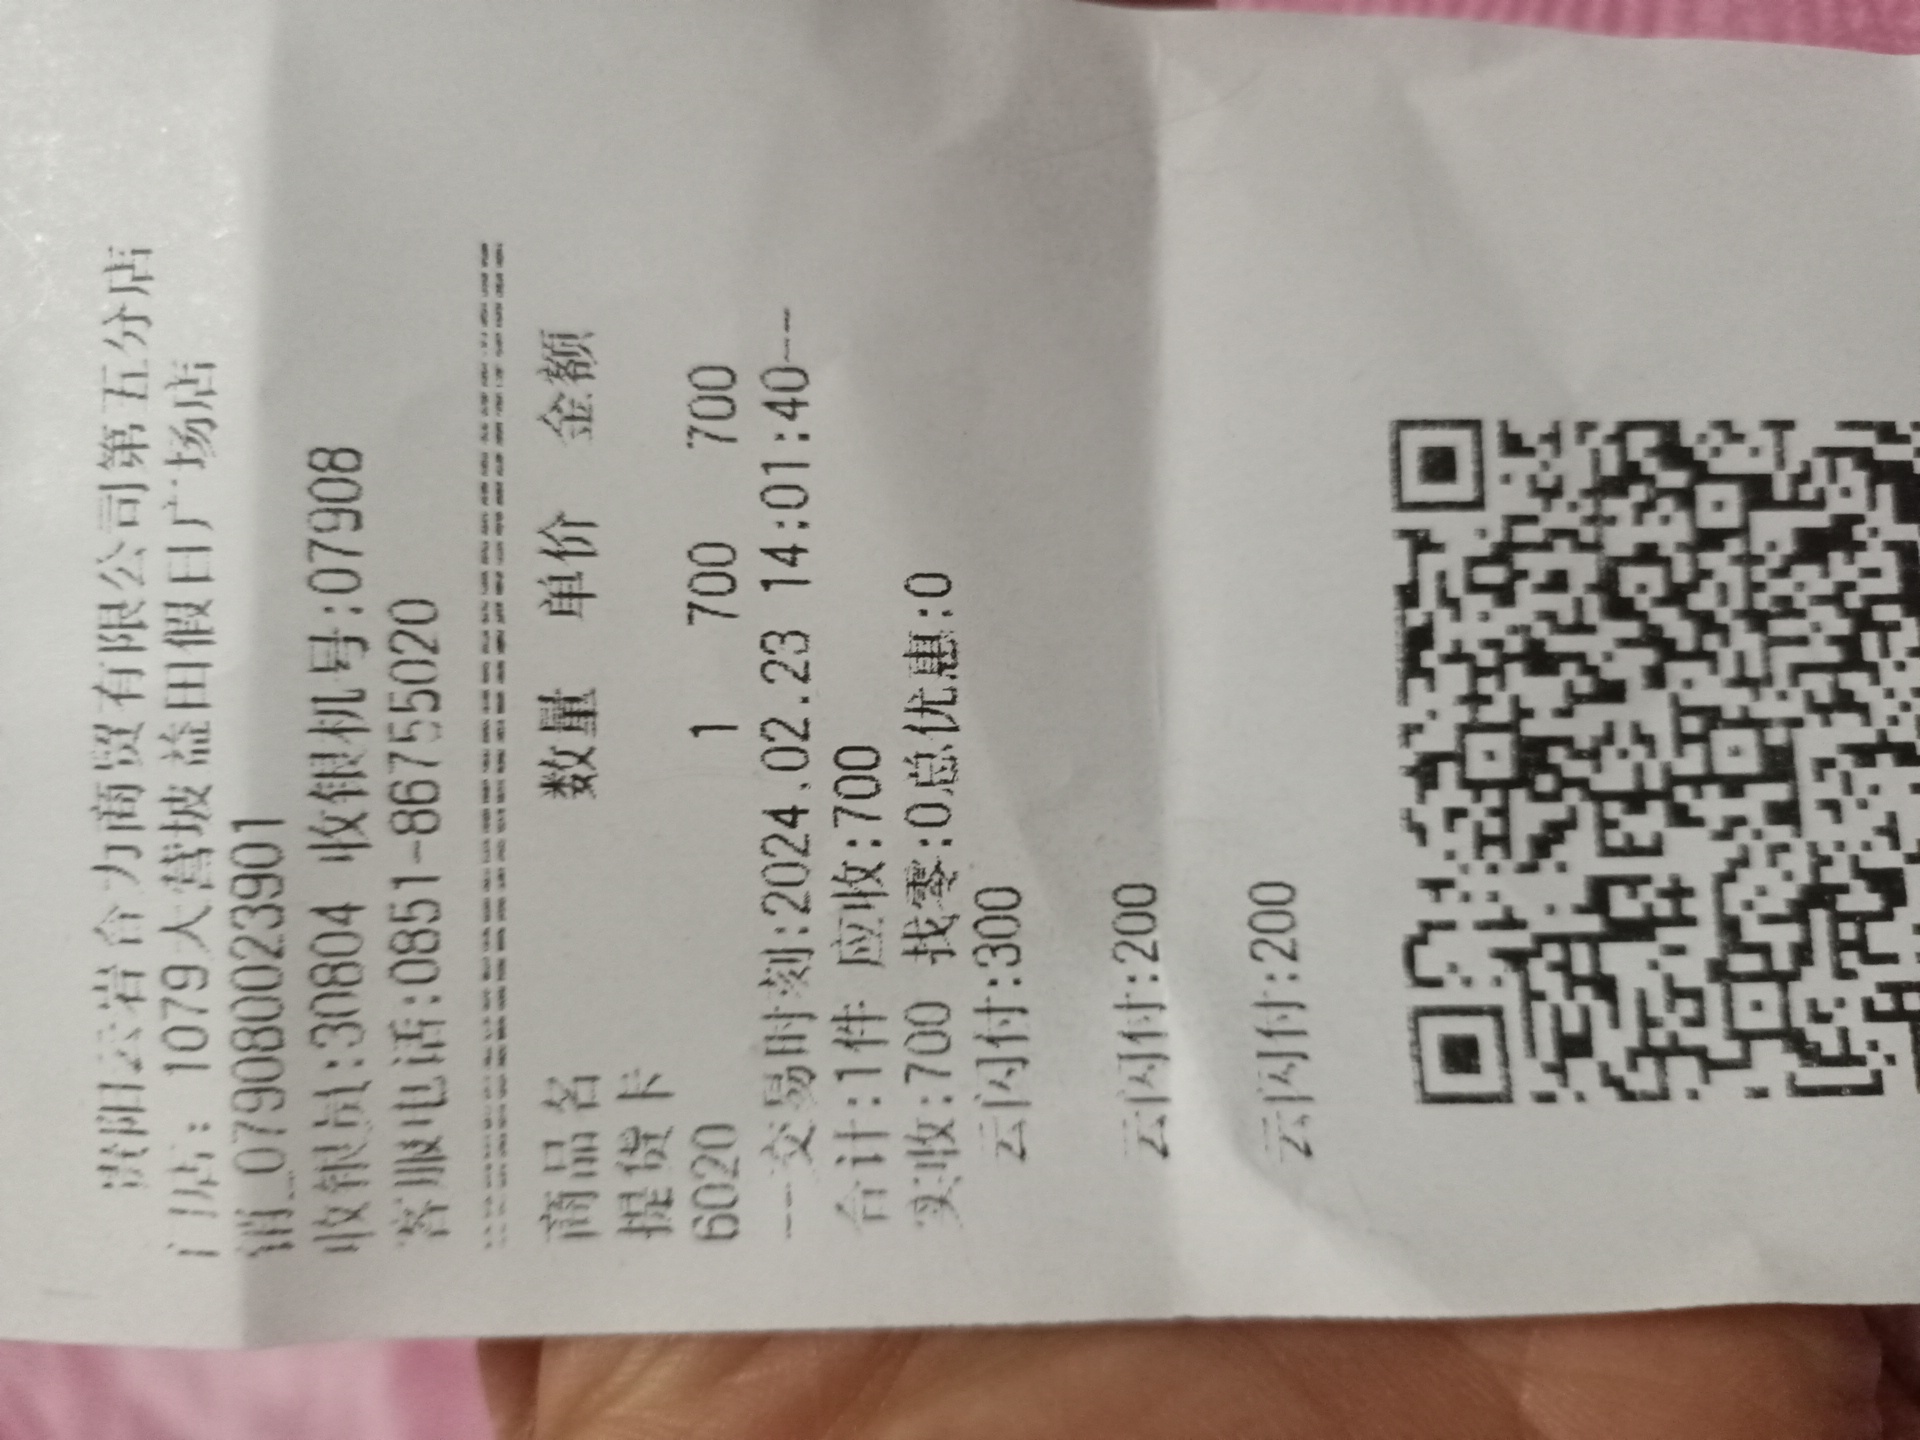 贵阳云岩合力商贸有限公司第五分店
门店: 1079大营坡益田假日广场店
销_079080023901
收银员:30804 收银机号:07908
客服电话:0851-86755020
商品名 数量 单价 金额
提货卡
6020 1 700 700
---交易时刻:2024.02.23 14:01:40---
合计:1件 应收:700
实收:700 找零:0总优惠:0
云闪付:300
云闪付:200
云闪付:200